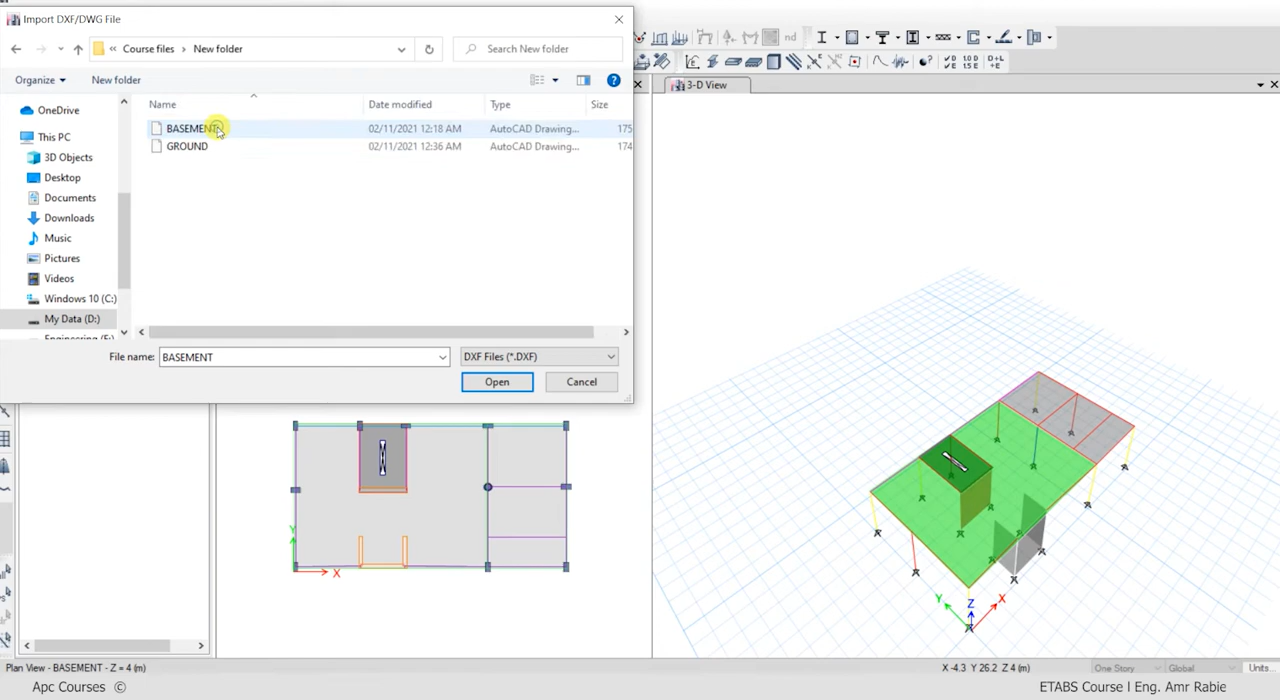 Import DXF/DWG File
Course files
New folder
Search New folder
Organize
New folder
nd
3-D View
Name
Date modified
Type
Size
BASEMENT
02/11/2021 12:18 AM
AutoCAD Drawing...
175
GROUND
02/11/2021 12:36 AM
AutoCAD Drawing...
174
OneDrive
This PC
3D Objects
Desktop
Documents
Downloads
Music
Pictures
Videos
Windows 10 (C:)
My Data (D:)
File name:
BASEMENT
DXF Files (*.DXF)
Open
Cancel
Y
X
Y
Z
X
Plan View - BASEMENT - Z = 4 (m)
X -4.3 Y 26.2 Z 4 (m)
One Story
Global
Units...
Apc Courses ©
ETABS Course I Eng. Amr Rabie